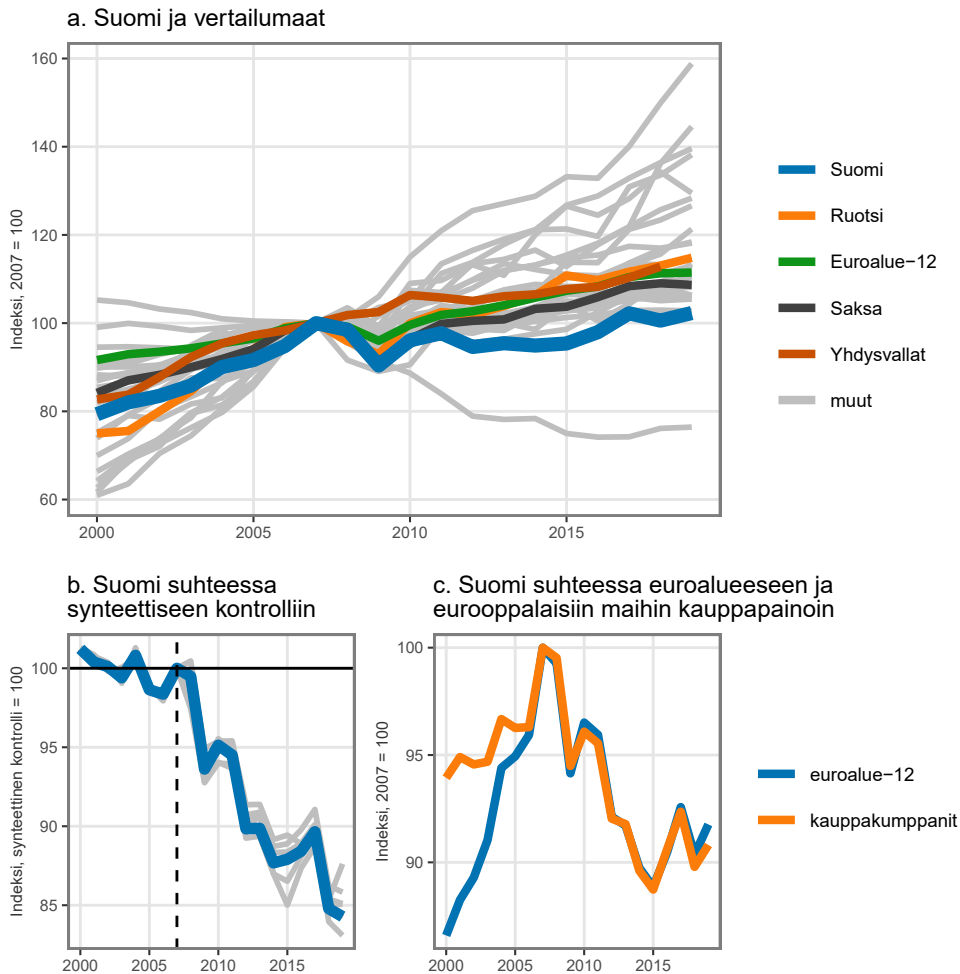 a. Suomi ja vertailumaat
Indeksi, 2007 = 100
160
140
120
100
80
60
2000
2005
2010
2015
Suomi
Ruotsi
Euroalue−12
Saksa
Yhdysvallat
muut
b. Suomi suhteessa
synteettiseen kontrolliin
Indeksi, synteettinen kontrolli = 100
100
95
90
85
2000
2005
2010
2015
c. Suomi suhteessa euroalueeseen ja
eurooppalaisiin maihin kauppapainoin
Indeksi, 2007 = 100
100
95
90
2000
2005
2010
2015
euroalue−12
kauppakumppanit